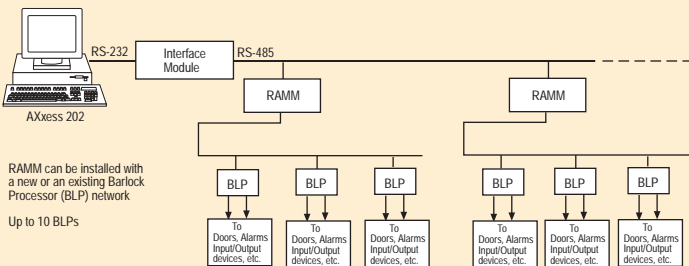 RS-232
Interface
Module
RS-485
AXxess 202
RAMM
RAMM
RAMM can be installed with
a new or an existing Barlock
Processor (BLP) network
Up to 10 BLPs
BLP
BLP
BLP
BLP
BLP
BLP
To
Doors, Alarms
Input/Output
devices, etc.
To
Doors, Alarms
Input/Output
devices, etc.
To
Doors, Alarms
Input/Output
devices, etc.
To
Doors, Alarms
Input/Output
devices, etc.
To
Doors, Alarms
Input/Output
devices, etc.
To
Doors, Alarms
Input/Output
devices, etc.